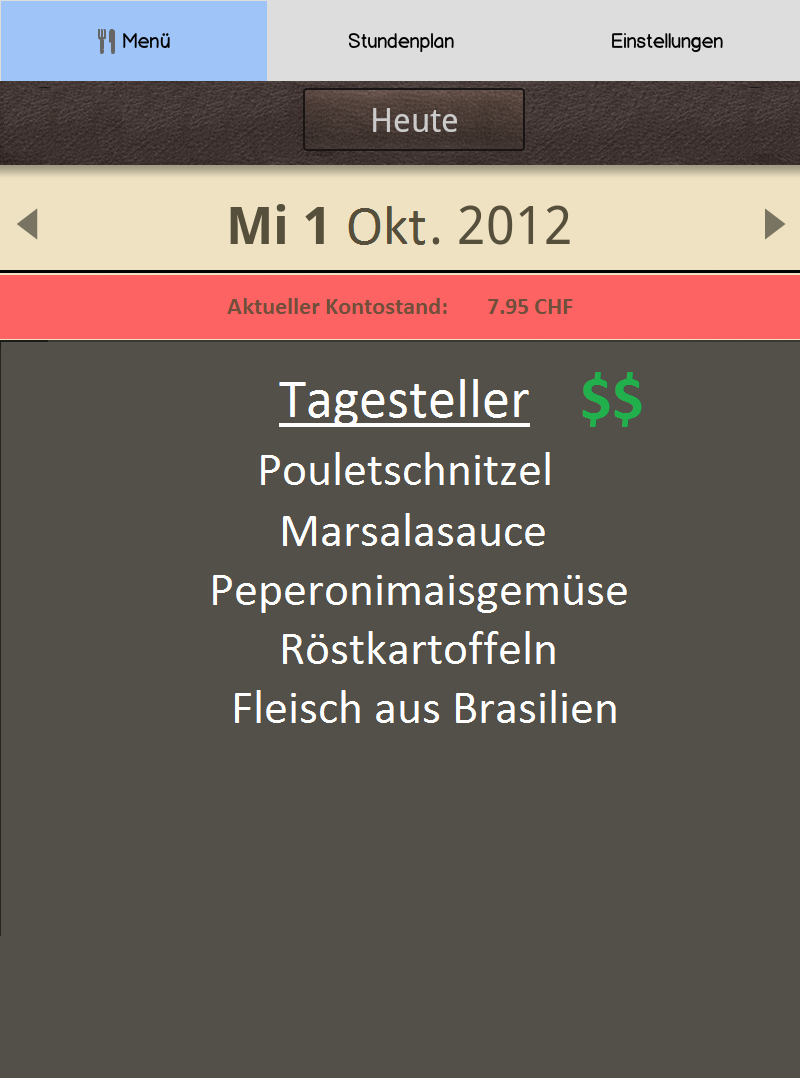 Menü Stundenplan Einstellungen
Heute
Mi 1 Okt. 2012
Aktueller Kontostand: 7.95 CHF
Tagesteller $$
Pouletschnitzel
Marsalasauce
Peperonimaisgemüse
Röstkartoffeln
Fleisch aus Brasilien